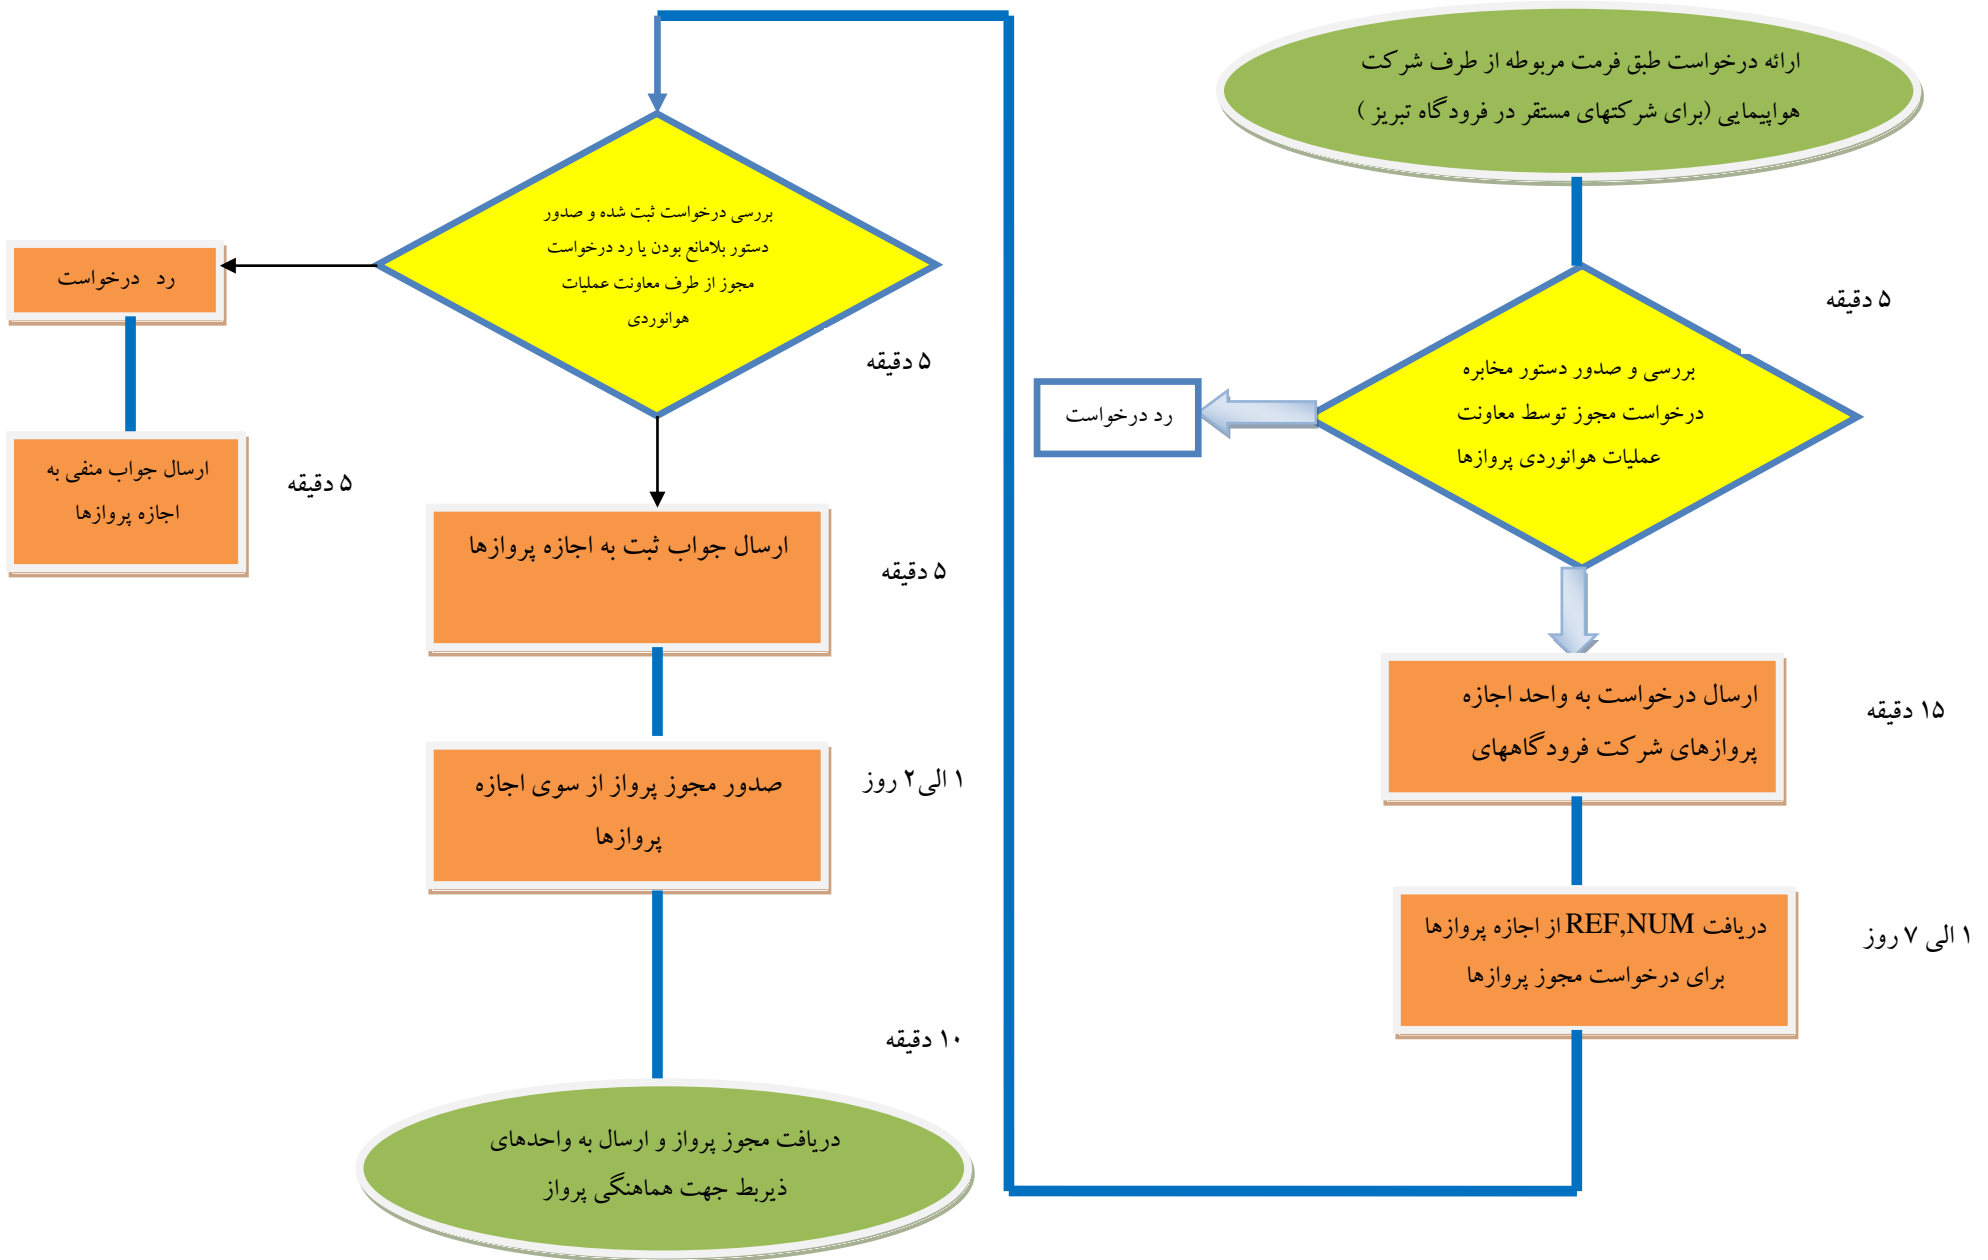 ارائه درخواست طبق فرمت مربوطه از طرف شرکت
هواپیمایی (برای شرکتهای مستقر در فرودگاه تبریز )
۵ دقیقه
بررسی و صدور دستور مخابره
درخواست مجوز توسط معاونت
عملیات هوانوردی پروازها
رد درخواست
ارسال درخواست به واحد اجازه
پروازهای شرکت فرودگاههای
۱۵ دقیقه
دریافت REF,NUM از اجازه پروازها
برای درخواست مجوز پروازها
۱ الی ۷ روز
بررسی درخواست ثبت شده و صدور
دستور بلامانع بودن یا رد درخواست
مجوز از طرف معاونت عملیات
هوانوردی
۵ دقیقه
رد درخواست
ارسال جواب منفی به
اجازه پروازها
۵ دقیقه
ارسال جواب ثبت به اجازه پروازها
۵ دقیقه
صدور مجوز پرواز از سوی اجازه
پروازها
۱ الی۲ روز
۱۰ دقیقه
دریافت مجوز پرواز و ارسال به واحدهای
ذیربط جهت هماهنگی پرواز